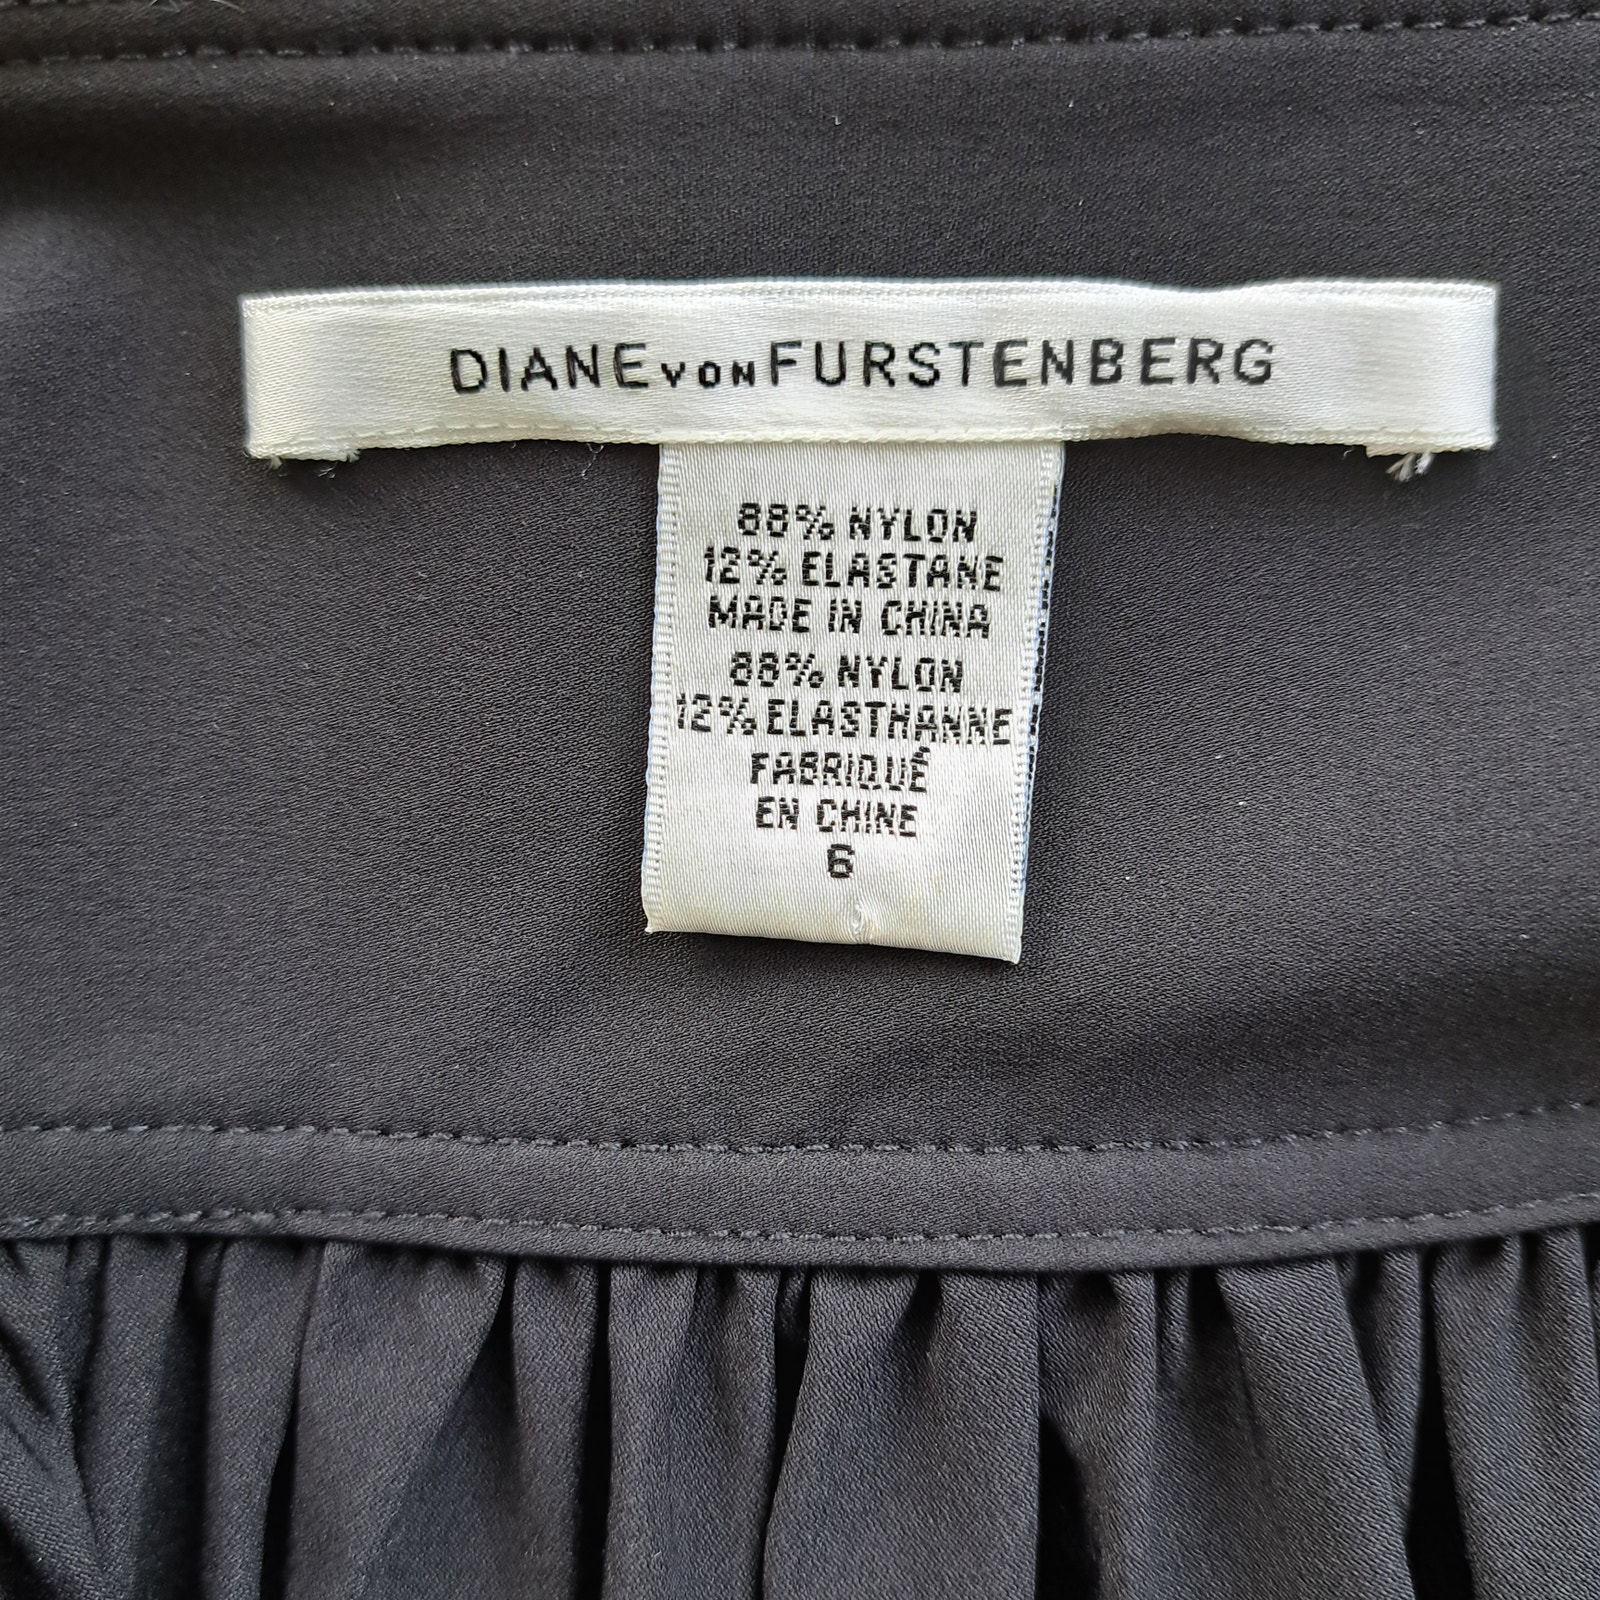 DIANE VON FURSTENBERG
88% NYLON
12% ELASTANE
MADE IN CHINA
88% NYLON
12% ELASTHANNE
FABRIQUÉ
EN CHINE
6